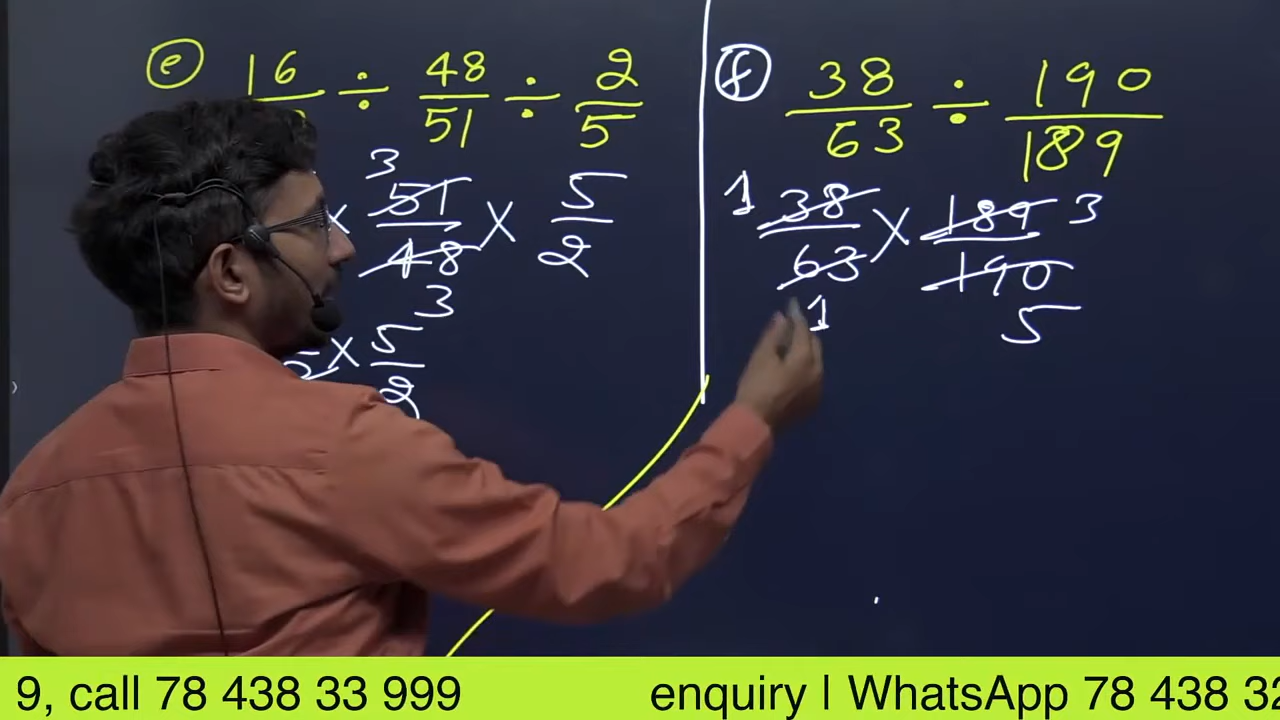 e 16 ÷ 48/51 ÷ 2/5
× 51/48 × 5/2
3
3
× 5/2
f 38/63 ÷ 190/189
1 38/63 × 189/190 3
1
5
9, call 78 438 33 999
enquiry | WhatsApp 78 438 32